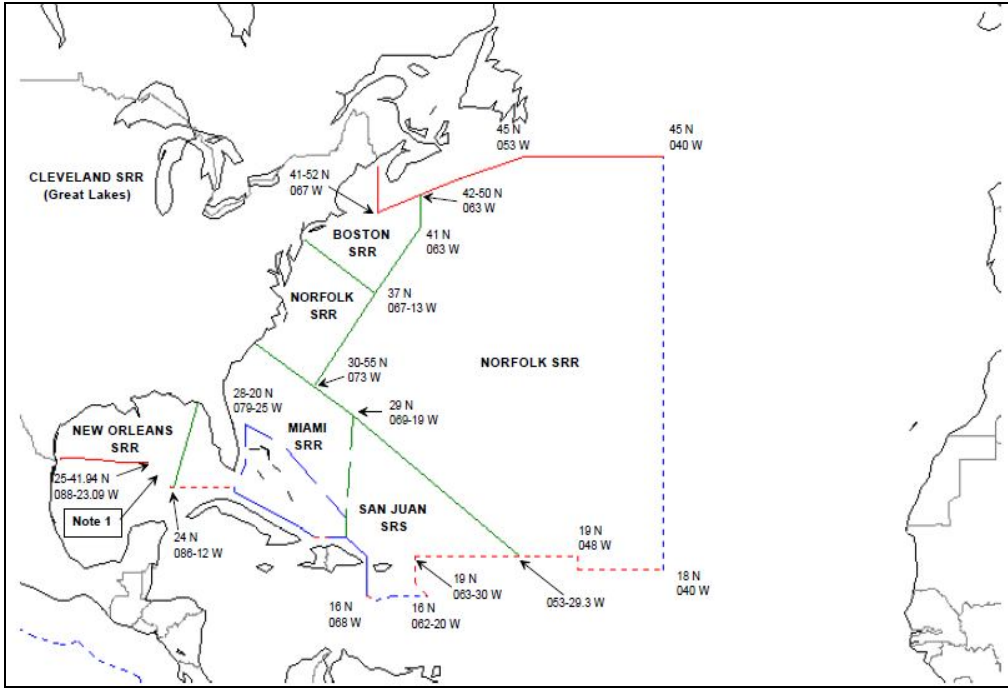 45 N
053 W
45 N
040 W
CLEVELAND SRR
(Great Lakes)
41-52 N
067 W
42-50 N
063 W
BOSTON
SRR
41 N
063 W
NORFOLK
SRR
37 N
067-13 W
30-55 N
073 W
NORFOLK SRR
28-20 N
079-25 W
29 N
069-19 W
MIAMI
SRR
NEW ORLEANS
SRR
25-41.94 N
088-23.09 W
Note 1
24 N
086-12 W
SAN JUAN
SRS
19 N
048 W
19 N
063-30 W
053-29.3 W
18 N
040 W
16 N
068 W
16 N
062-20 W